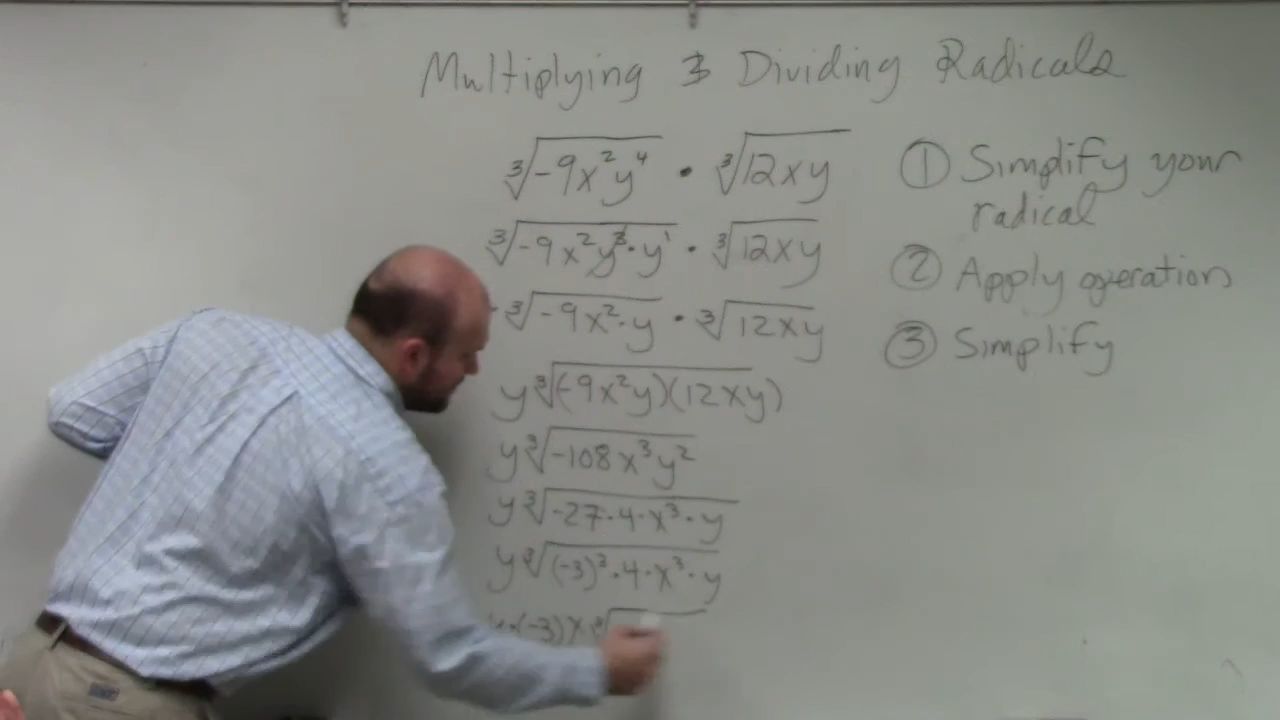 Multiplying & Dividing Radicals
∛(-9x²y⁴) • ∛(12xy)
∛(-9x²y³·y¹) • ∛(12xy)
∛(-9x²·y) • ∛(12xy)
y∛((-9x²y)(12xy))
y∛(-108x³y²)
y∛(-27·4·x³·y)
y∛((-3)³·4·x³·y)
y·(-3)x∛
① Simplify your
radical
② Apply operation
③ Simplify